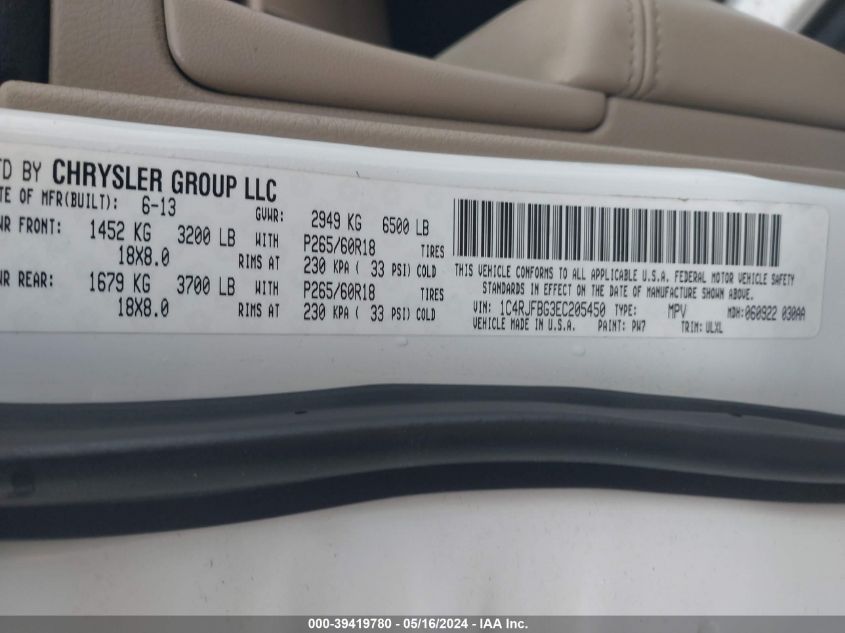 TD BY CHRYSLER GROUP LLC
TE OF MFR(BUILT): 6-13 GVWR: 2949 KG 6500 LB
WR FRONT: 1452 KG 3200 LB WITH P265/60R18 TIRES
18X8.0 RIMS AT 230 KPA ( 33 PSI) COLD
WR REAR: 1679 KG 3700 LB WITH P265/60R18 TIRES
18X8.0 RIMS AT 230 KPA ( 33 PSI) COLD
THIS VEHICLE CONFORMS TO ALL APPLICABLE U.S.A. FEDERAL MOTOR VEHICLE SAFETY
STANDARDS IN EFFECT ON THE DATE OF MANUFACTURE SHOWN ABOVE.
VIN: 1C4RJFBG3EC205450 TYPE: MPV MDH:060922 030AA
VEHICLE MADE IN U.S.A. PAINT: PW7 TRIM: ULXL
000-39419780 - 05/16/2024 - IAA Inc.